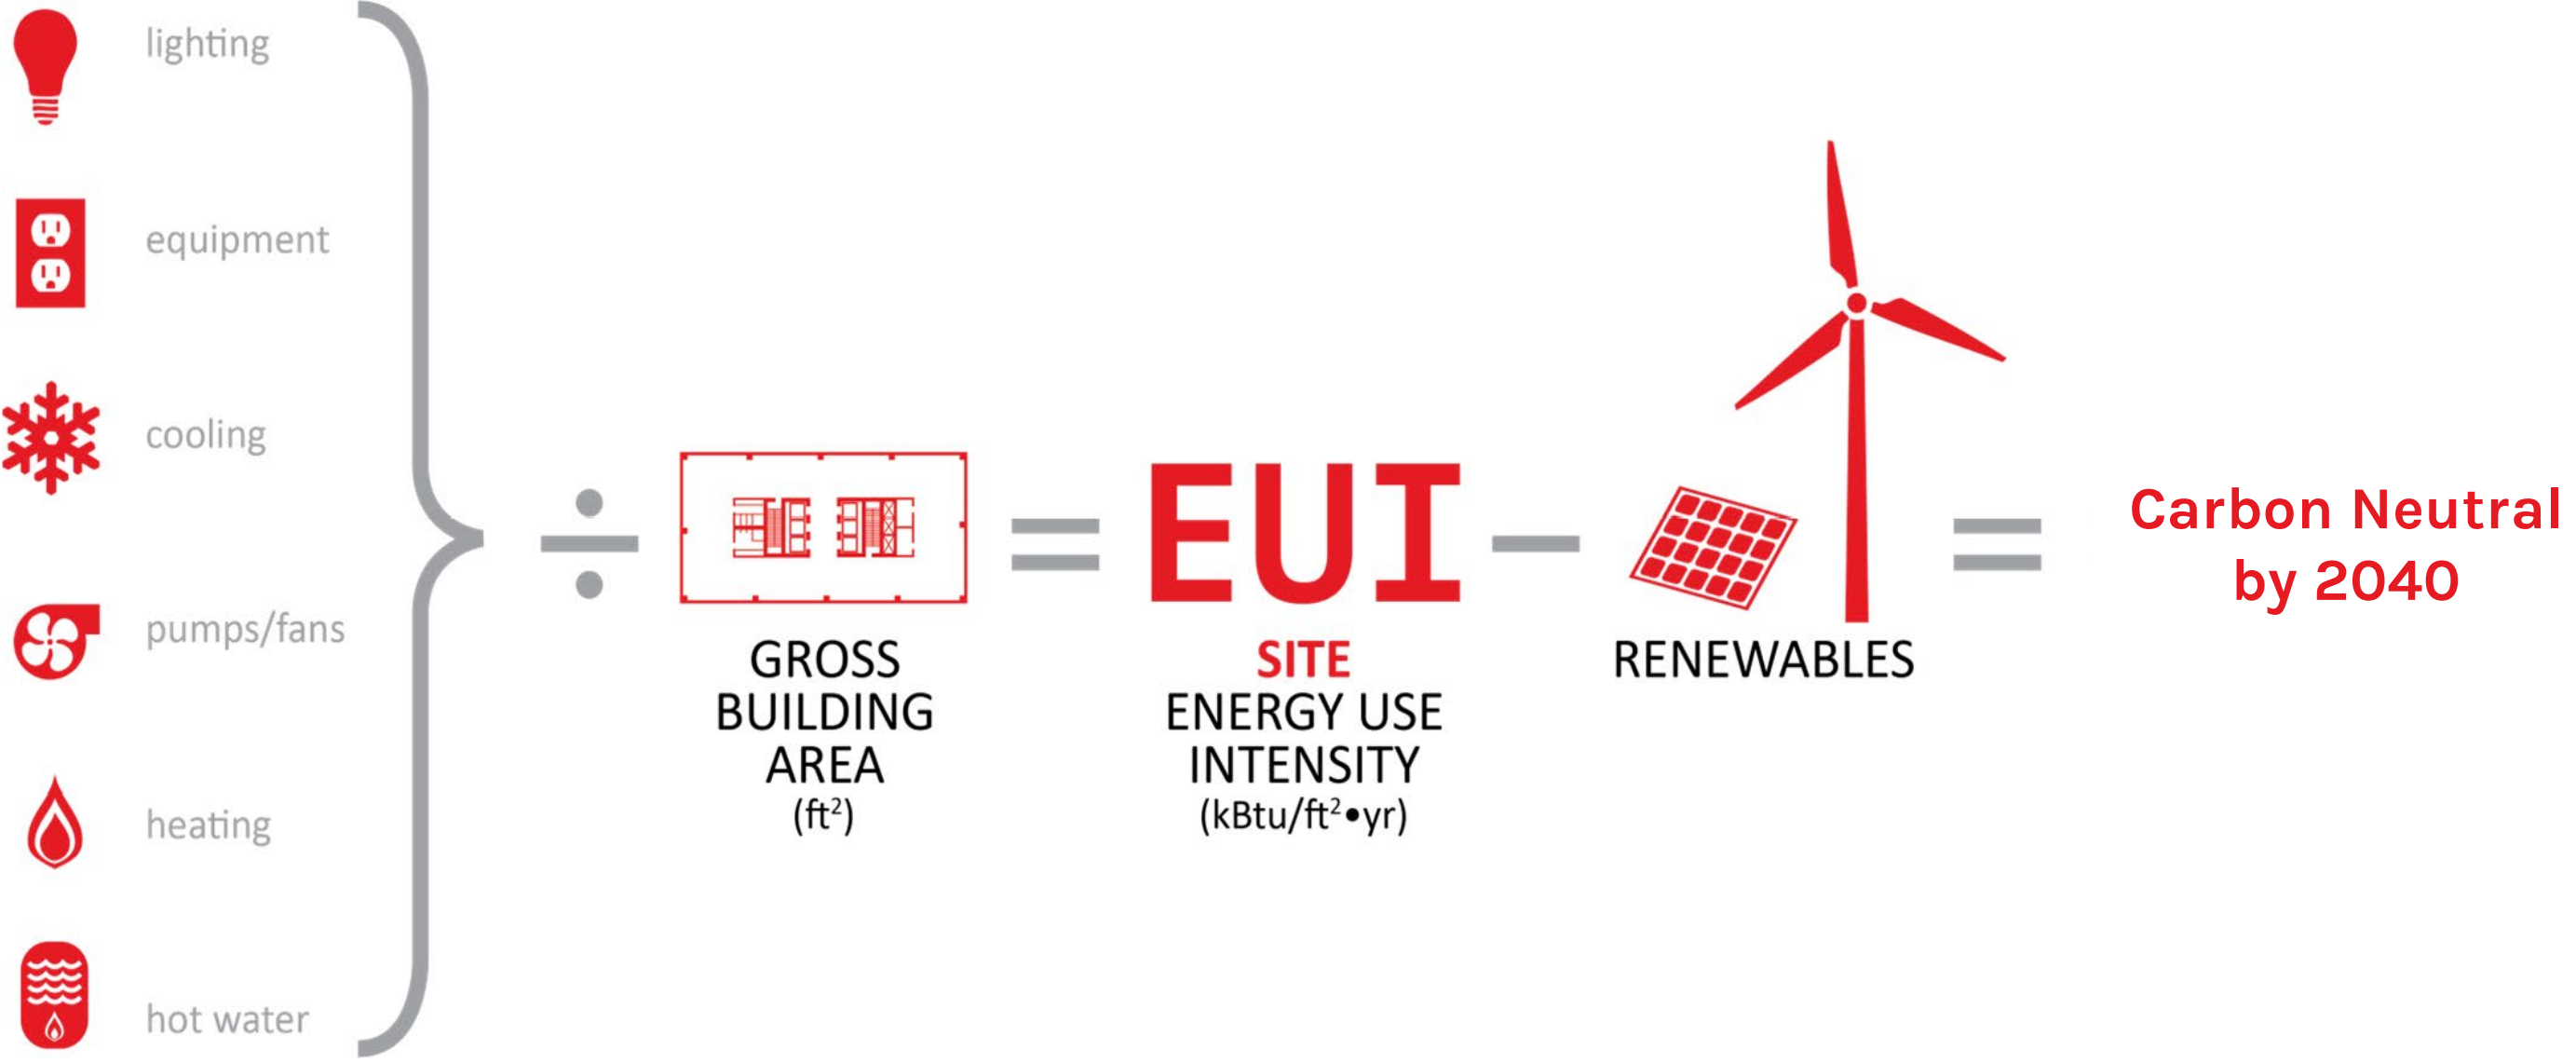 lighting
equipment
cooling
pumps/fans
heating
hot water
÷
GROSS
BUILDING
AREA
(ft²)
=
EUI
SITE
ENERGY USE
INTENSITY
(kBtu/ft²•yr)
−
RENEWABLES
=
Carbon Neutral
by 2040